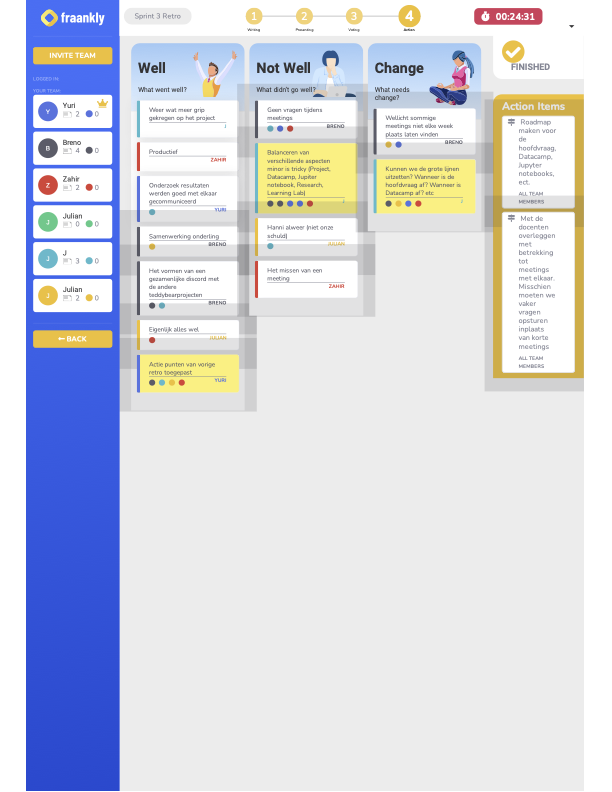 fraankly
INVITE TEAM
LOGGED IN:
YOUR TEAM:
Y
Yuri
2
0
B
Breno
4
0
Z
Zahir
2
0
J
Julian
0
0
J
J
3
0
J
Julian
2
0
BACK
Sprint 3 Retro
1
2
3
4
Writing
Presenting
Voting
Action
00:24:31
Well
What went well?
Weer wat meer grip
gekregen op het project
J
Productief
ZAHIR
Onderzoek resultaten
werden goed met elkaar
gecommuniceerd
YURI
Samenwerking onderling
BRENO
Het vormen van een
gezamenlijke discord met
de andere
teddybearprojecten
BRENO
Eigenlijk alles wel
JULIAN
Actie punten van vorige
retro toegepast
YURI
Not Well
What didn't go well?
Geen vragen tijdens
meetings
BRENO
Balanceren van
verschillende aspecten
minor is tricky (Project,
Datacamp, Jupiter
notebook, Research,
Learning Lab)
J
Hanni alweer (niet onze
schuld)
JULIAN
Het missen van een
meeting
ZAHIR
Change
What needs
change?
Wellicht sommige
meetings niet elke week
plaats laten vinden
BRENO
Kunnen we de grote lijnen
uitzetten? Wanneer is de
hoofdvraag af? Wanneer is
Datacamp af? etc
J
FINISHED
Action Items
Roadmap
maken voor
de
hoofdvraag,
Datacamp,
Jupyter
notebooks,
ect.
ALL TEAM
MEMBERS
Met de
docenten
overleggen
met
betrekking
tot
meetings
met elkaar.
Misschien
moeten we
vaker
vragen
opsturen
inplaats
van korte
meetings
ALL TEAM
MEMBERS